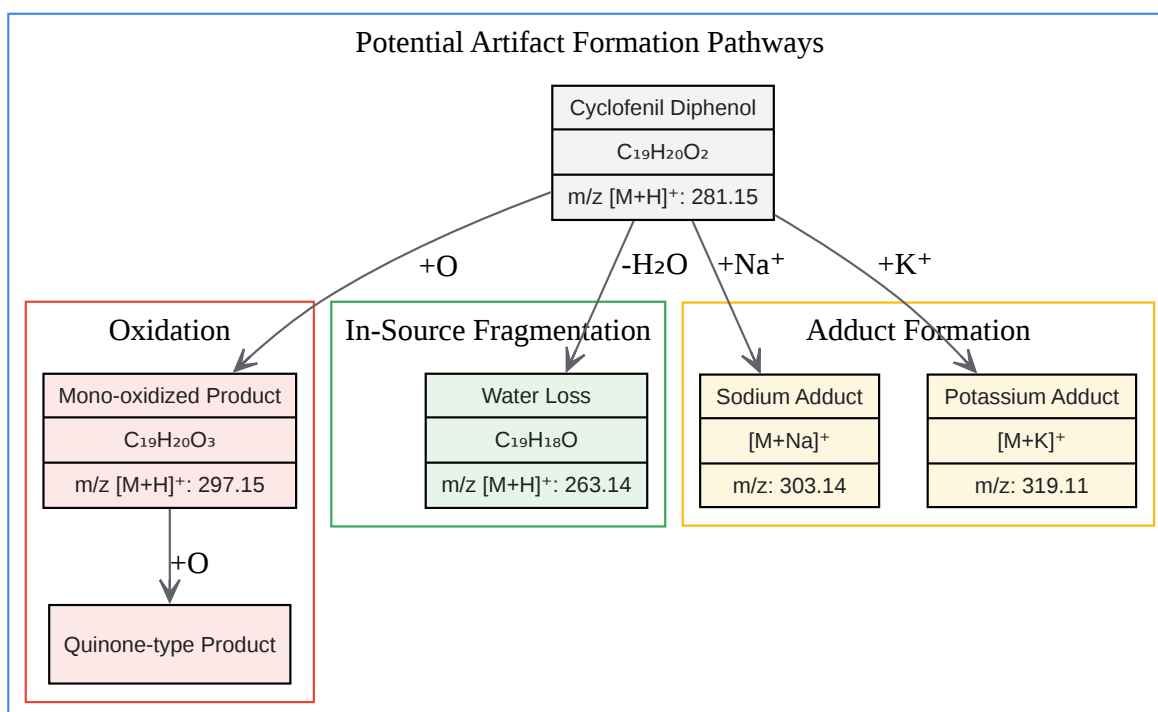 Potential Artifact Formation Pathways
Cyclofenil Diphenol
C₁₉H₂₀O₂
m/z [M+H]⁺: 281.15
+O
-H₂O
+Na⁺
+K⁺
Oxidation
Mono-oxidized Product
C₁₉H₂₀O₃
m/z [M+H]⁺: 297.15
+O
Quinone-type Product
In-Source Fragmentation
Water Loss
C₁₉H₁₈O
m/z [M+H]⁺: 263.14
Adduct Formation
Sodium Adduct
[M+Na]⁺
m/z: 303.14
Potassium Adduct
[M+K]⁺
m/z: 319.11